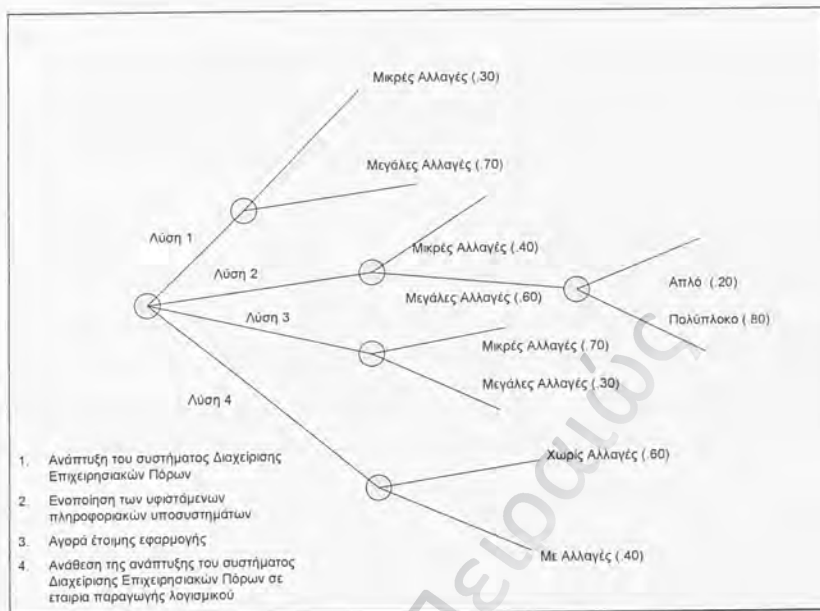 Μικρές Αλλαγές (.30)
Μεγάλες Αλλαγές (.70)
Λύση 1
Μικρές Αλλαγές (.40)
Λύση 2
Απλό (.20)
Μεγάλες Αλλαγές (.60)
Λύση 3
Πολύπλοκο (.80)
Μικρές Αλλαγές (.70)
Μεγάλες Αλλαγές (.30)
Λύση 4
Χωρίς Αλλαγές (.60)
Με Αλλαγές (.40)
1. Ανάπτυξη του συστήματος Διαχείρισης
Επιχειρησιακών Πόρων
2. Ενοποίηση των υφιστάμενων
πληροφοριακών υποσυστημάτων
3. Αγορά έτοιμης εφαρμογής
4. Ανάθεση της ανάπτυξης του συστήματος
Διαχείρισης Επιχειρησιακών Πόρων σε
εταιρία παραγωγής λογισμικού
Πειραιώς